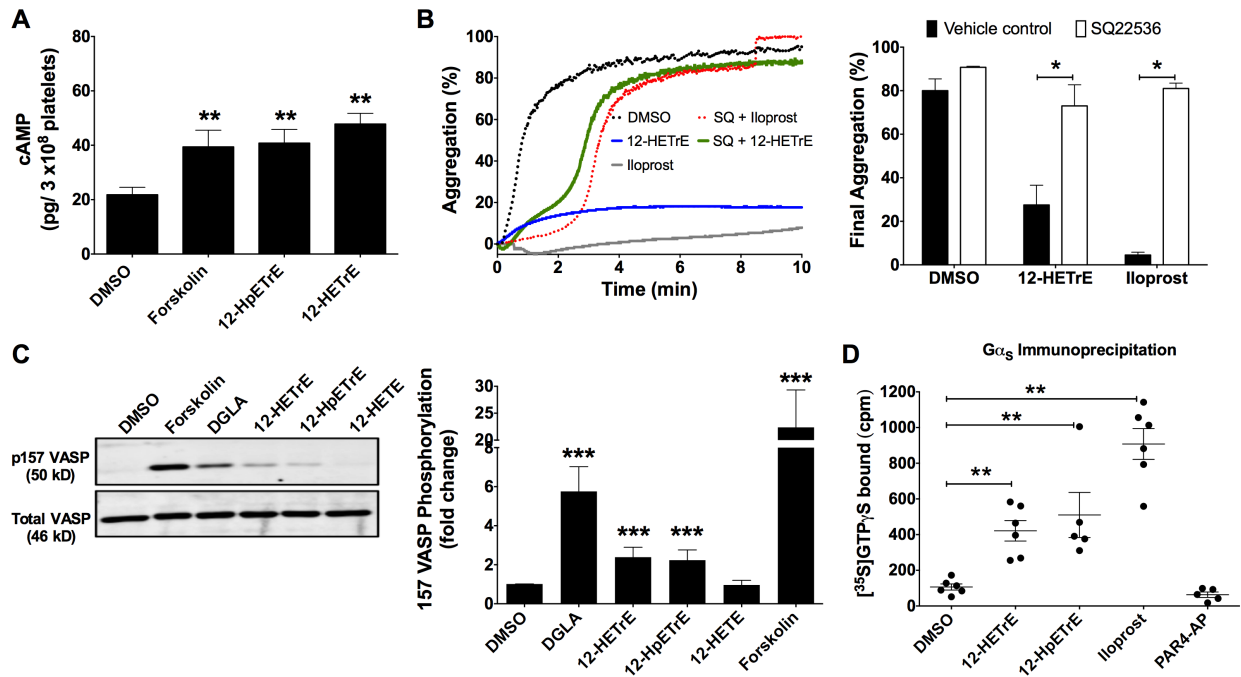 A
cAMP
(pg/ 3 x10⁸ platelets)
80
60
40
20
0
**
**
**
DMSO
Forskolin
12-HpETrE
12-HETrE
B
Aggregation (%)
100
80
60
40
20
0
DMSO
SQ + Iloprost
12-HETrE
SQ + 12-HETrE
Iloprost
0
2
4
6
8
10
Time (min)
Vehicle control
SQ22536
Final Aggregation (%)
100
80
60
40
20
0
*
*
DMSO
12-HETrE
Iloprost
C
DMSO
Forskolin
DGLA
12-HETrE
12-HpETrE
12-HETE
p157 VASP
(50 kD)
Total VASP
(46 kD)
157 VASP Phosphorylation
(fold change)
30
25
20
8
6
4
2
0
***
***
***
***
DMSO
DGLA
12-HETrE
12-HpETrE
12-HETE
Forskolin
D
GαS Immunoprecipitation
[³⁵S]GTPγS bound (cpm)
1200
1000
800
600
400
200
0
**
**
**
DMSO
12-HETrE
12-HpETrE
Iloprost
PAR4-AP